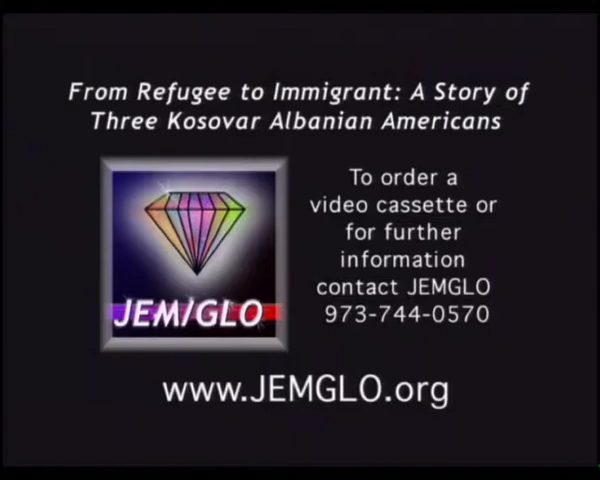 From Refugee to Immigrant: A Story of
Three Kosovar Albanian Americans
To order a
video cassette or
for further
information
contact JEMGLO
973-744-0570
JEM/GLO
www.JEMGLO.org